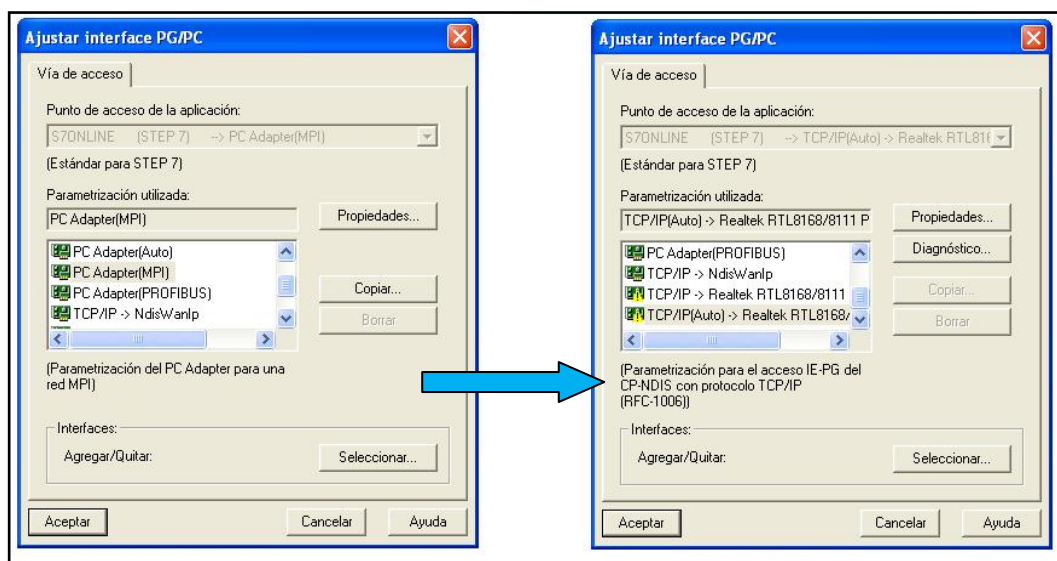 Ajustar interface PG/PC
Vía de acceso
Punto de acceso de la aplicación:
S7ONLINE (STEP 7) --> PC Adapter(MPI)
(Estándar para STEP 7)
Parametrización utilizada:
PC Adapter(MPI)
Propiedades...
PC Adapter(Auto)
PC Adapter(MPI)
PC Adapter(PROFIBUS)
TCP/IP -> NdisWanIp
Copiar...
Borrar
(Parametrización del PC Adapter para una
red MPI)
Interfaces:
Agregar/Quitar:
Seleccionar...
Aceptar
Cancelar
Ayuda
Ajustar interface PG/PC
Vía de acceso
Punto de acceso de la aplicación:
S7ONLINE (STEP 7) --> TCP/IP(Auto) -> Realtek RTL816
(Estándar para STEP 7)
Parametrización utilizada:
TCP/IP(Auto) -> Realtek RTL8168/8111 P
Propiedades...
Diagnóstico...
PC Adapter(PROFIBUS)
TCP/IP -> NdisWanIp
TCP/IP -> Realtek RTL8168/8111
TCP/IP(Auto) -> Realtek RTL8168/
Copiar...
Borrar
(Parametrización para el acceso IE-PG del
CP-NDIS con protocolo TCP/IP
(RFC-1006))
Interfaces:
Agregar/Quitar:
Seleccionar...
Aceptar
Cancelar
Ayuda